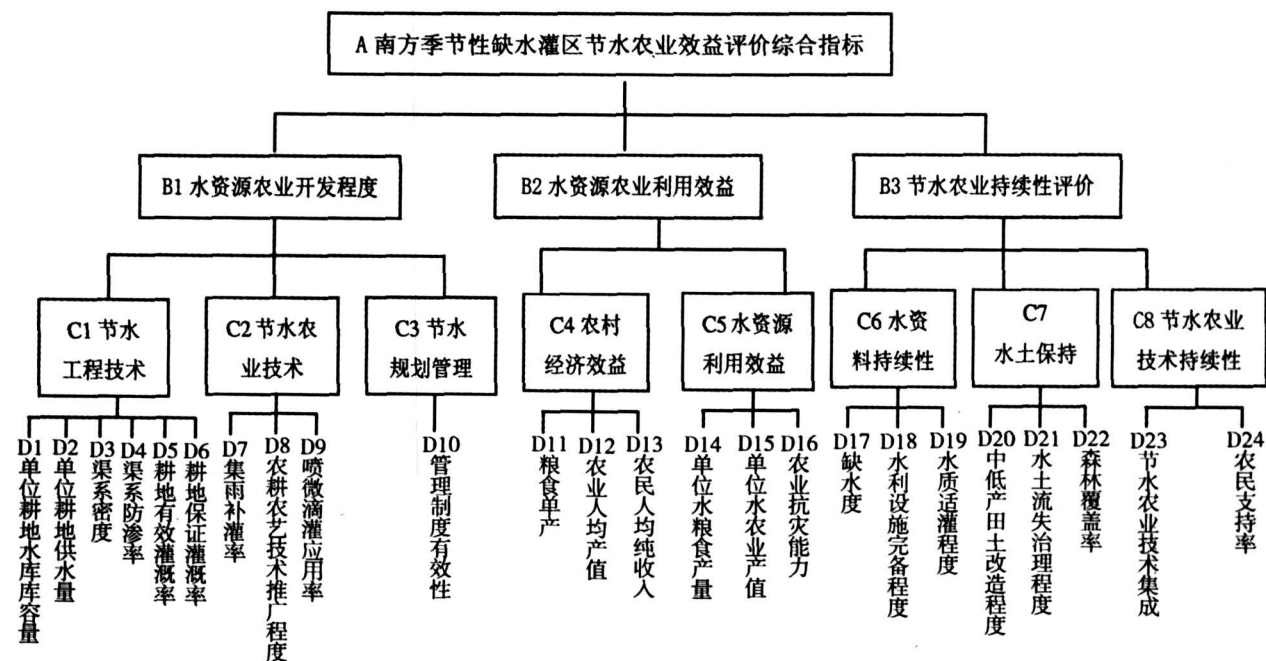 A 南方季节性缺水灌区节水农业效益评价综合指标
B1 水资源农业开发程度
B2 水资源农业利用效益
B3 节水农业持续性评价
C1 节水
工程技术
C2 节水农
业技术
C3 节水
规划管理
C4 农村
经济效益
C5 水资源
利用效益
C6 水资
料持续性
C7
水土保持
C8 节水农业
技术持续性
D1 单位耕地水库库容量
D2 单位耕地供水量
D3 渠系密度
D4 渠系防渗率
D5 耕地有效灌溉率
D6 耕地保证灌溉率
D7 集雨补灌率
D8 农耕农艺技术推广程度
D9 喷微滴灌应用率
D10 管理制度有效性
D11 粮食单产
D12 农业人均产值
D13 农民人均纯收入
D14 单位水粮食产量
D15 单位水农业产值
D16 农业抗灾能力
D17 缺水度
D18 水利设施完备程度
D19 水质适灌程度
D20 中低产田土改造程度
D21 水土流失治理程度
D22 森林覆盖率
D23 节水农业技术集成
D24 农民支持率